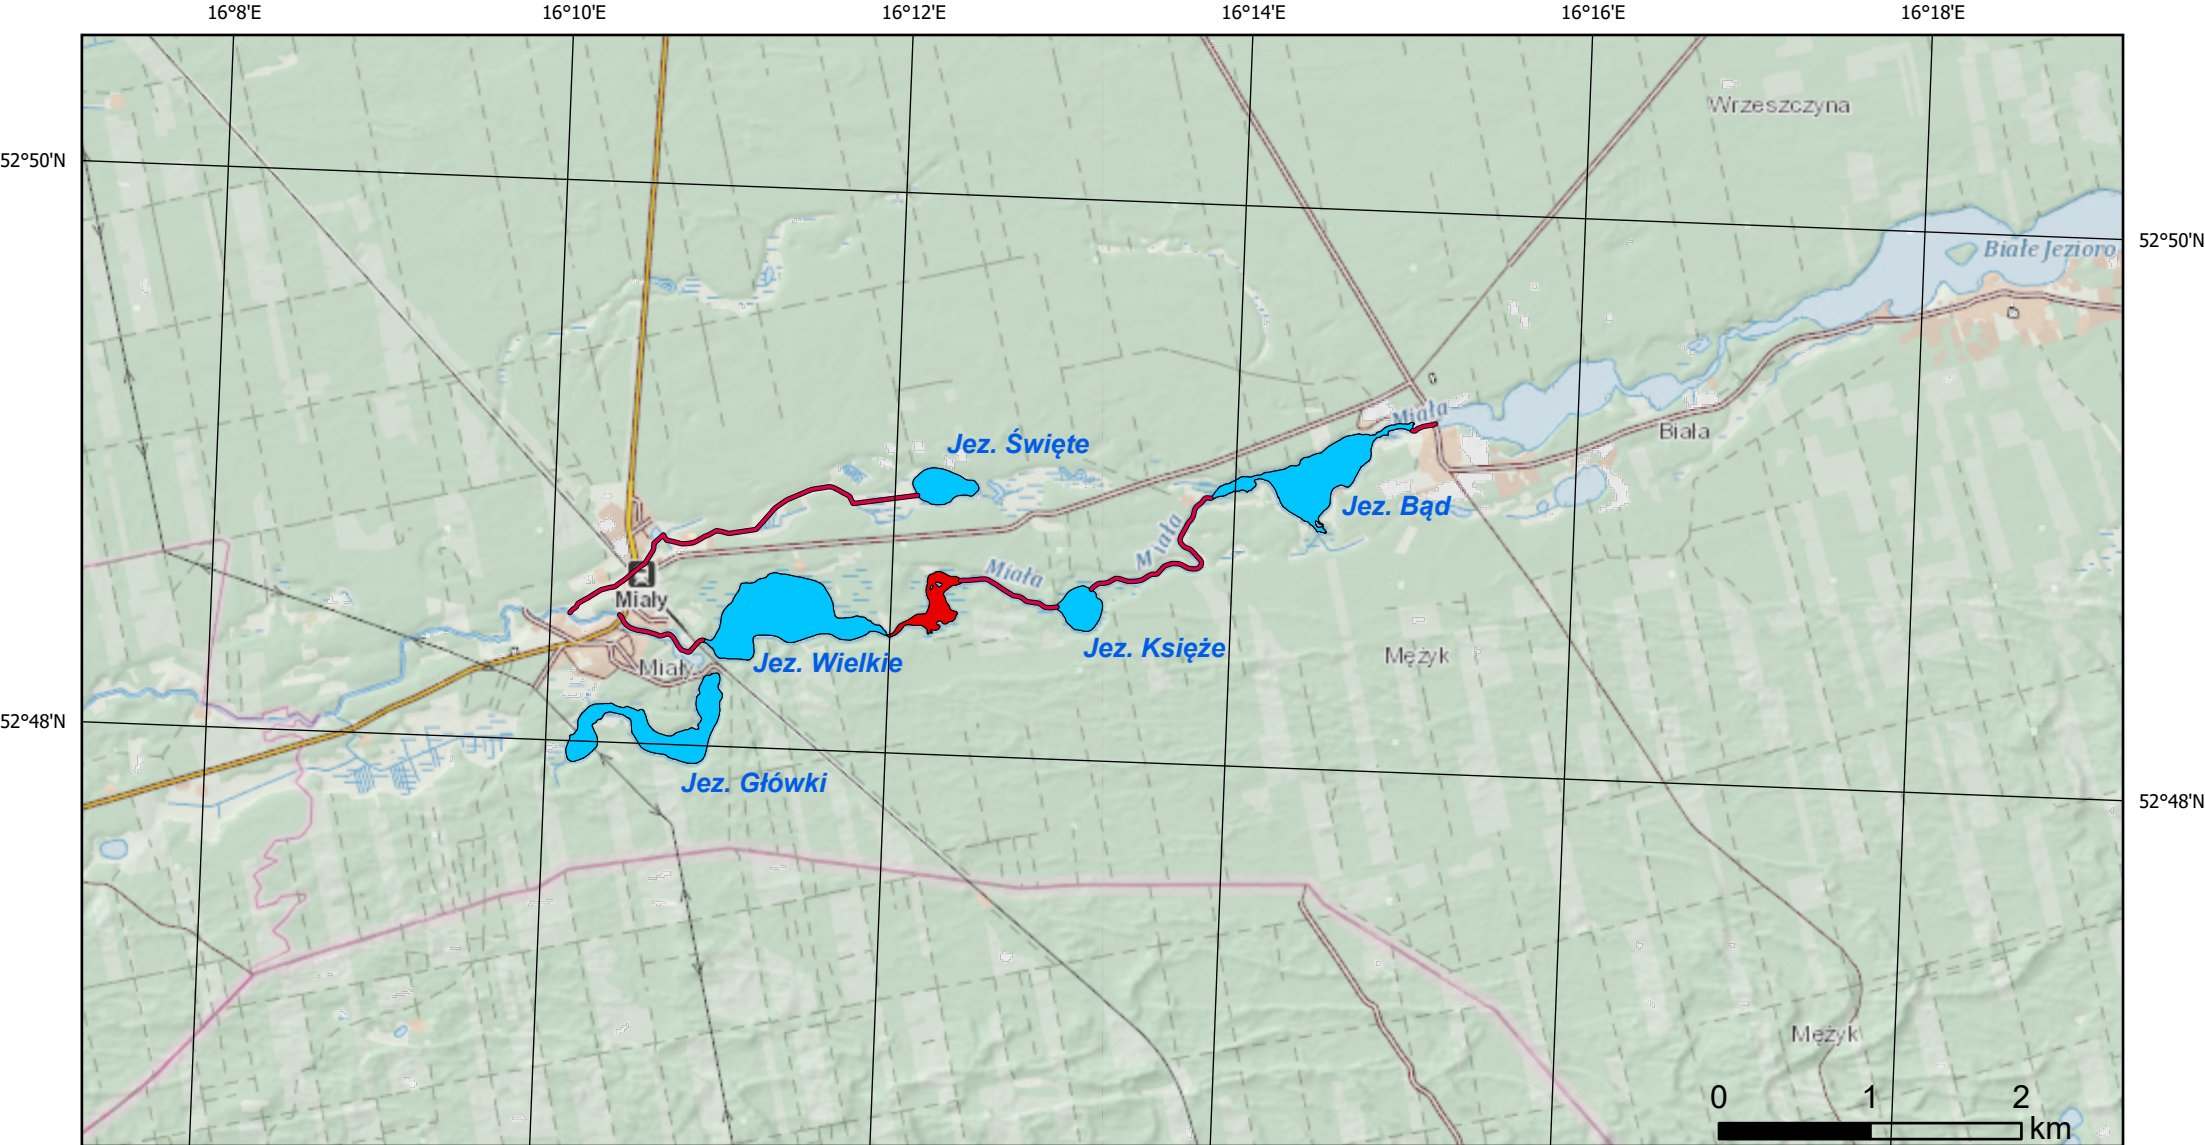 16°8'E 16°10'E 16°12'E 16°14'E 16°16'E 16°18'E
Wrzeszczyna
52°50'N
52°50'N
Białe Jezioro
Miała
Biała
Jez. Święte
Jez. Bąd
Miała
Miała
Miały
Jez. Księże
Mężyk
Miały
Jez. Wielkie
52°48'N
Jez. Główki
52°48'N
Mężyk
0 1 2
km